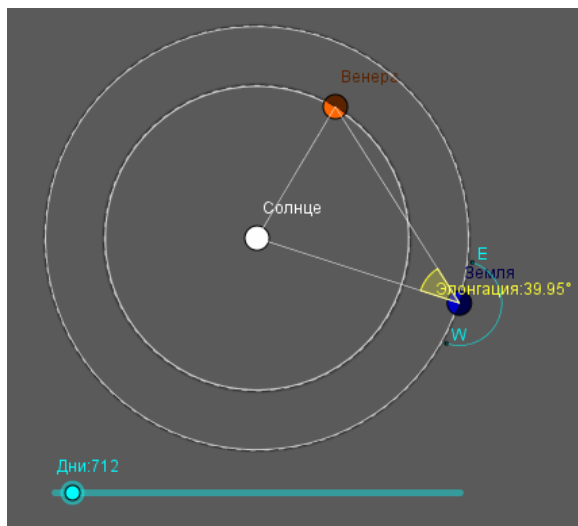 Венера
Солнце
E
Земля
Элонгация:39.95°
W
Дни:712